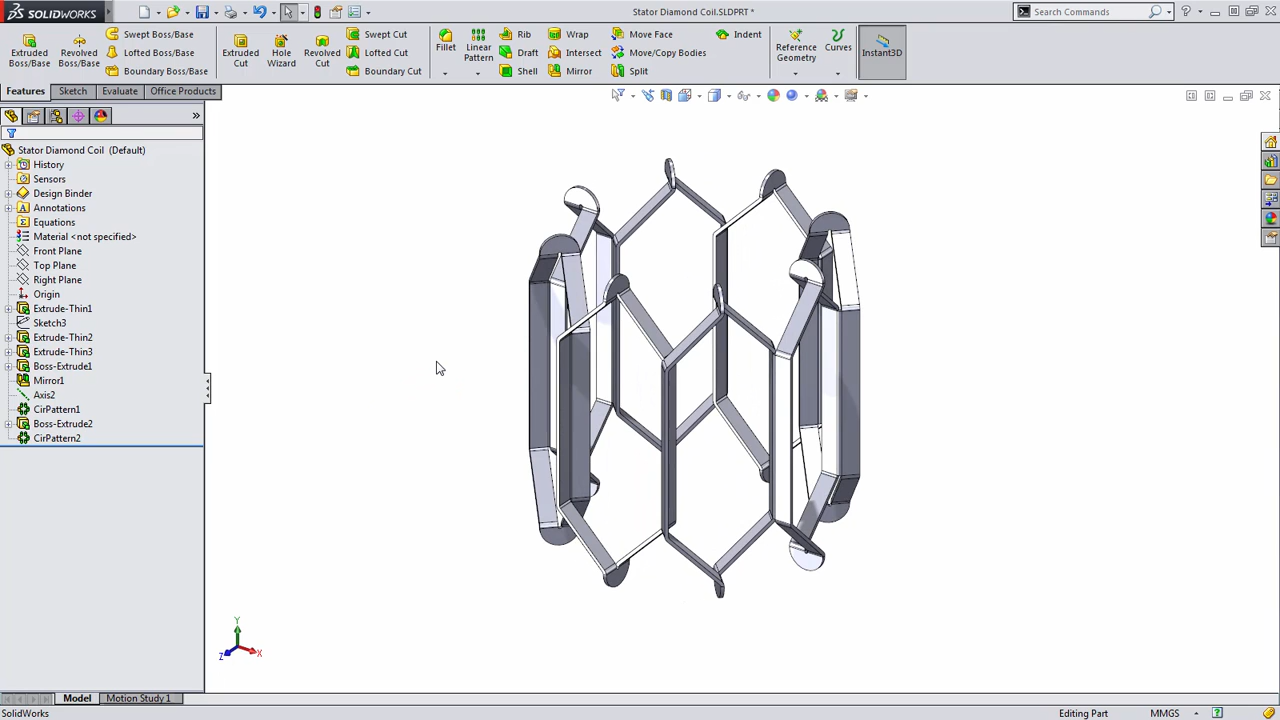 SOLIDWORKS
Stator Diamond Coil.SLDPRT *
Search Commands
Extruded Boss/Base
Revolved Boss/Base
Swept Boss/Base
Lofted Boss/Base
Boundary Boss/Base
Extruded Cut
Hole Wizard
Revolved Cut
Swept Cut
Lofted Cut
Boundary Cut
Fillet
Linear Pattern
Rib
Draft
Shell
Wrap
Intersect
Mirror
Move Face
Move/Copy Bodies
Split
Indent
Reference Geometry
Curves
Instant3D
Features
Sketch
Evaluate
Office Products
Stator Diamond Coil (Default)
History
Sensors
Design Binder
Annotations
Equations
Material <not specified>
Front Plane
Top Plane
Right Plane
Origin
Extrude-Thin1
Sketch3
Extrude-Thin2
Extrude-Thin3
Boss-Extrude1
Mirror1
Axis2
CirPattern1
Boss-Extrude2
CirPattern2
Y
Z
X
Model
Motion Study 1
SolidWorks
Editing Part
MMGS